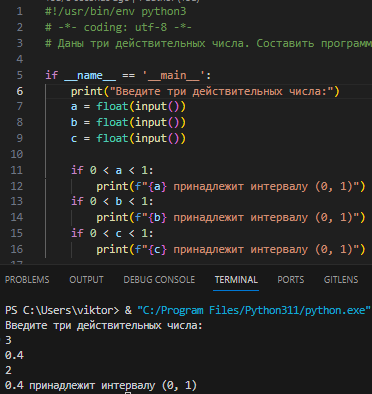 #!/usr/bin/env python3
# -*- coding: utf-8 -*-
# Даны три действительных числа. Составить программ
if __name__ == '__main__':
print("Введите три действительных числа:")
a = float(input())
b = float(input())
c = float(input())
if 0 < a < 1:
print(f"{a} принадлежит интервалу (0, 1)")
if 0 < b < 1:
print(f"{b} принадлежит интервалу (0, 1)")
if 0 < c < 1:
print(f"{c} принадлежит интервалу (0, 1)")
PROBLEMS OUTPUT DEBUG CONSOLE TERMINAL PORTS GITLENS
PS C:\Users\viktor> & "C:/Program Files/Python311/python.exe"
Введите три действительных числа:
3
0.4
2
0.4 принадлежит интервалу (0, 1)